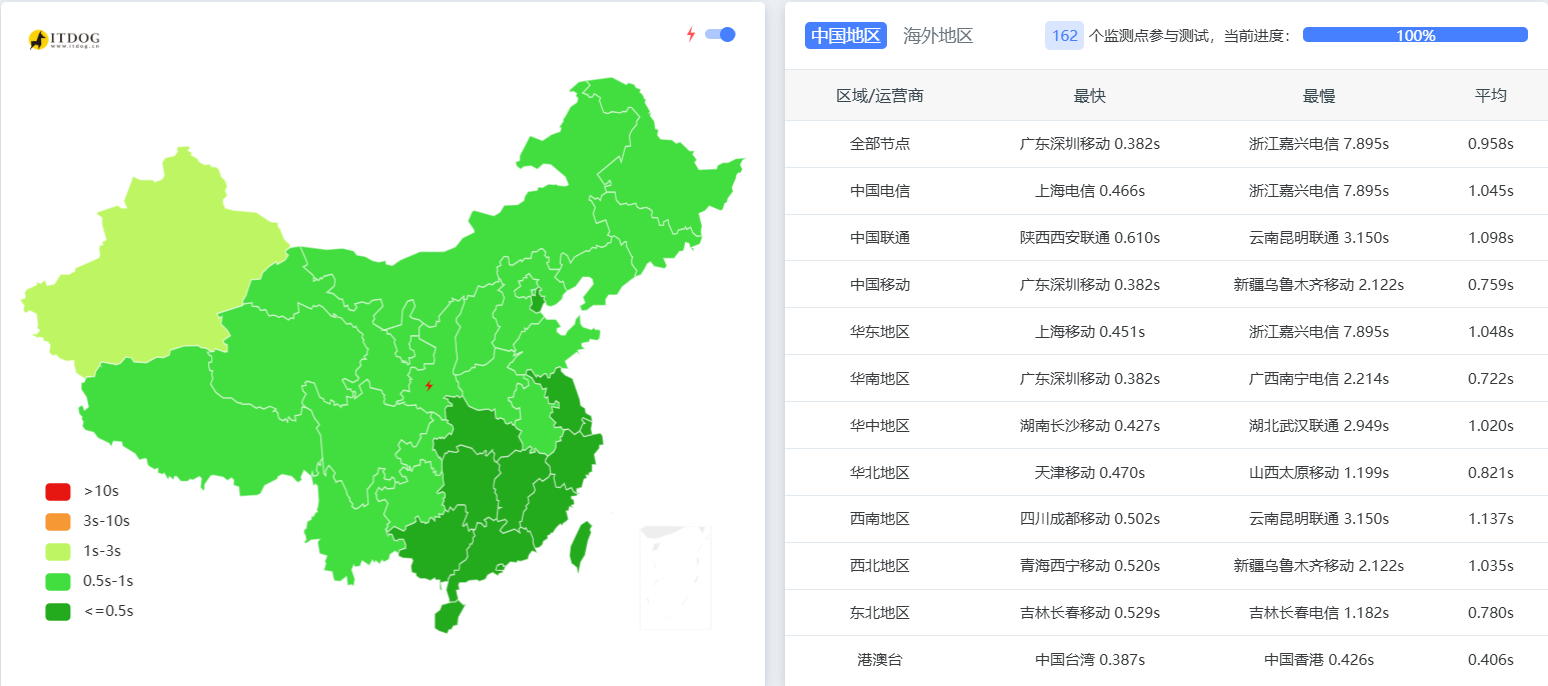 ITDOG
www.itdog.cn
>10s
3s-10s
1s-3s
0.5s-1s
<=0.5s
中国地区 海外地区 162 个监测点参与测试，当前进度： 100%
区域/运营商 最快 最慢 平均
全部节点 广东深圳移动 0.382s 浙江嘉兴电信 7.895s 0.958s
中国电信 上海电信 0.466s 浙江嘉兴电信 7.895s 1.045s
中国联通 陕西西安联通 0.610s 云南昆明联通 3.150s 1.098s
中国移动 广东深圳移动 0.382s 新疆乌鲁木齐移动 2.122s 0.759s
华东地区 上海移动 0.451s 浙江嘉兴电信 7.895s 1.048s
华南地区 广东深圳移动 0.382s 广西南宁电信 2.214s 0.722s
华中地区 湖南长沙移动 0.427s 湖北武汉联通 2.949s 1.020s
华北地区 天津移动 0.470s 山西太原移动 1.199s 0.821s
西南地区 四川成都移动 0.502s 云南昆明联通 3.150s 1.137s
西北地区 青海西宁移动 0.520s 新疆乌鲁木齐移动 2.122s 1.035s
东北地区 吉林长春移动 0.529s 吉林长春电信 1.182s 0.780s
港澳台 中国台湾 0.387s 中国香港 0.426s 0.406s